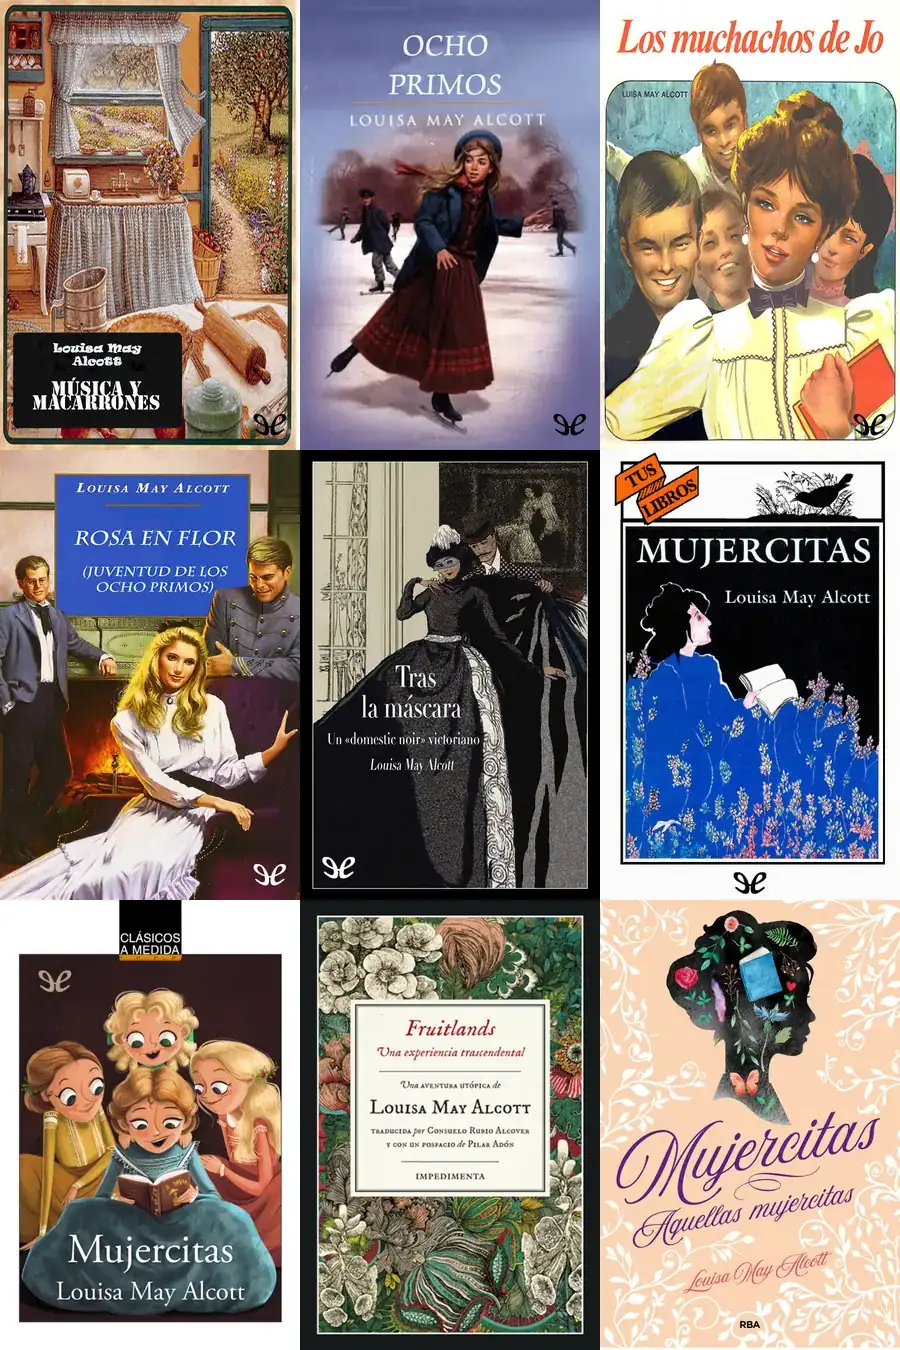 Louisa May
Alcott
MÚSICA Y
MACARRONES
OCHO
PRIMOS
LOUISA MAY ALCOTT
Los muchachos de Jo
LUISA MAY ALCOTT
LOUISA MAY ALCOTT
ROSA EN FLOR
(JUVENTUD DE LOS
OCHO PRIMOS)
Tras
la máscara
Un «domestic noir» victoriano
Louisa May Alcott
TUS
LIBROS
MUJERCITAS
Louisa May Alcott
CLÁSICOS
A MEDIDA
Mujercitas
Louisa May Alcott
Fruitlands
Una experiencia trascendental
UNA AVENTURA UTÓPICA de
LOUISA MAY ALCOTT
TRADUCIDA por CONSUELO RUBIO ALCOVER
Y CON UN POSFACIO de PILAR ADÓN
IMPEDIMENTA
Mujercitas
Aquellas mujercitas
Louisa May Alcott
RBA